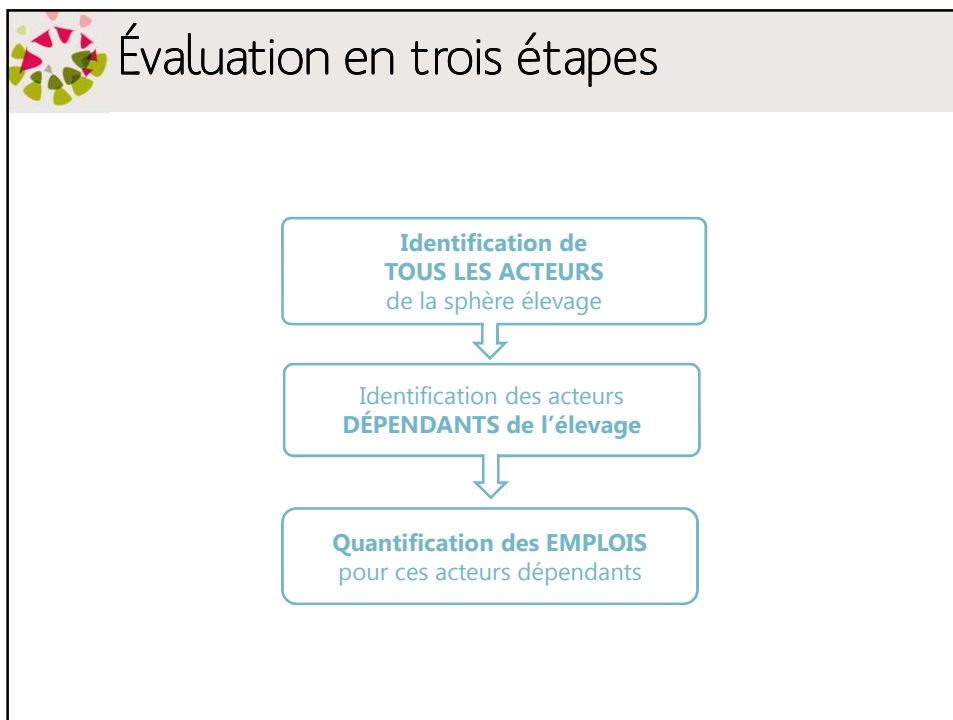 Évaluation en trois étapes
Identification de
TOUS LES ACTEURS
de la sphère élevage
Identification des acteurs
DÉPENDANTS de l’élevage
Quantification des EMPLOIS
pour ces acteurs dépendants